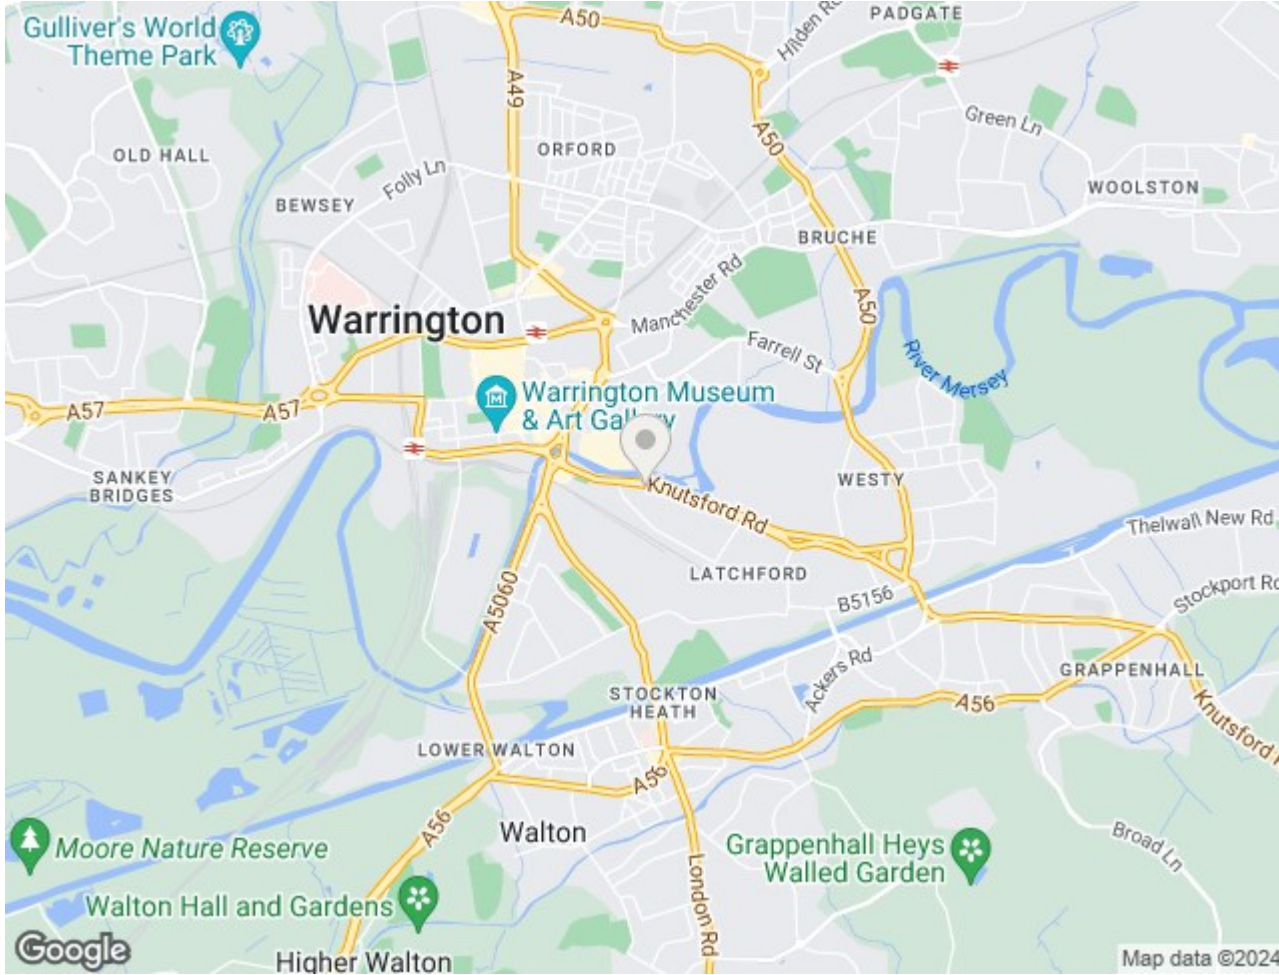 A50
PADGATE
Gulliver's World
Theme Park
Hilden Rd
A49
Green Ln
A50
ORFORD
OLD HALL
Folly Ln
WOOLSTON
BEWSEY
BRUCHE
Manchester Rd
A50
Warrington
Farrell St
River Mersey
Warrington Museum
& Art Gallery
A57
A57
SANKEY
BRIDGES
WESTY
Knutsford Rd
Thelwall New Rd
LATCHFORD
A5060
B5156
Stockport Rd
Ackers Rd
GRAPPENHALL
STOCKTON
HEATH
A56
Knutsford
LOWER WALTON
A56
A56
Walton
Moore Nature Reserve
Grappenhall Heys
Walled Garden
Broad Ln
London Rd
Walton Hall and Gardens
Higher Walton
Google
Map data ©2024